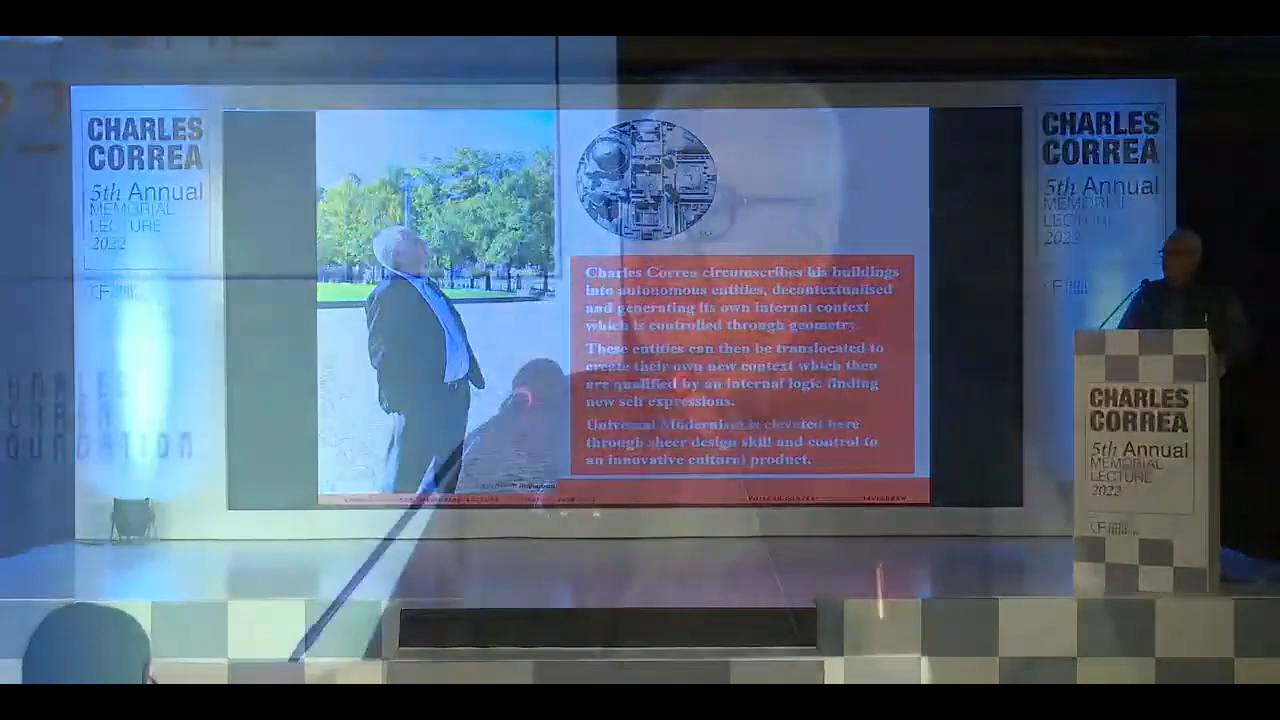 CHARLES
CORREA
5th Annual
MEMORIAL
LECTURE
2022
Charles Correa circumscribes his buildings
into autonomous entities, decontextualised
and generating its own internal context
which is controlled through geometry.
These entities can then be translocated to
create their own new context which then
are qualified by an internal logic finding
new self expressions.
Universal Modernism is elevated here
through sheer design skill and control to
an innovative cultural product.
CHARLES
CORREA
5th Annual
MEMORIAL
LECTURE
2022
CHARLES
CORREA
5th Annual
MEMORIAL
LECTURE
2022